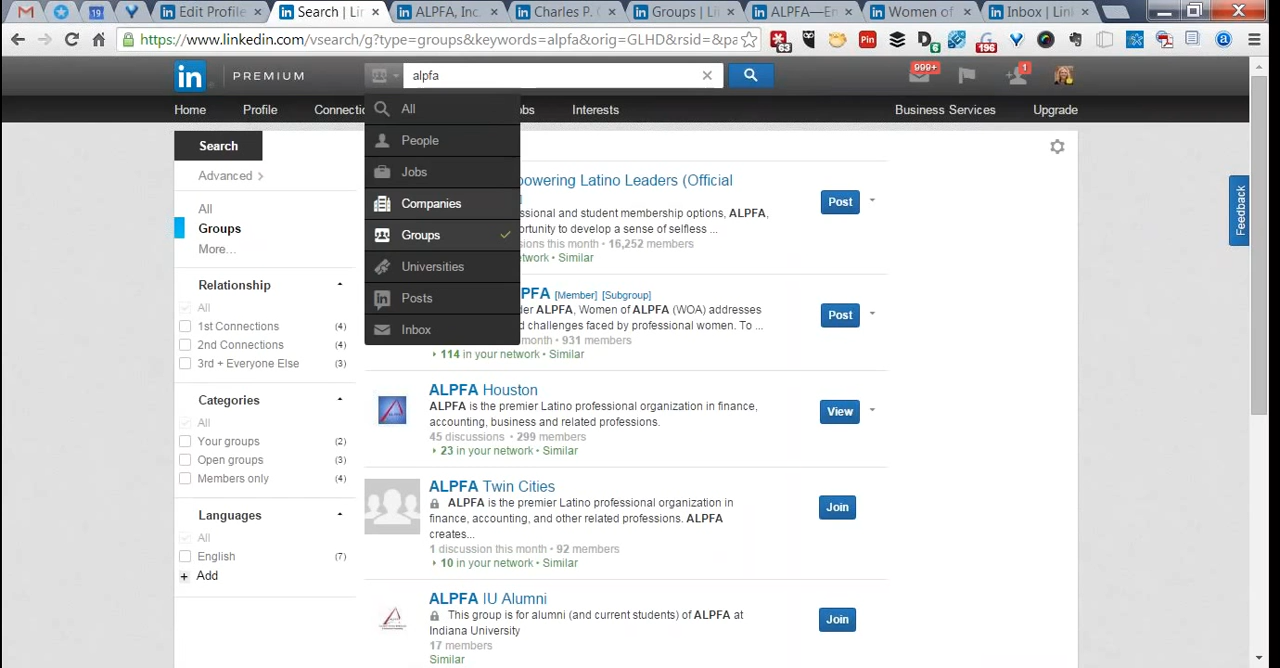 19
Edit Profile
Search | Lin
ALPFA, Inc.
Charles P. C
Groups | Li
ALPFA—En
Women of
Inbox | Link
https://www.linkedin.com/vsearch/g?type=groups&keywords=alpfa&orig=GLHD&rsid=&pa
63
6
196
in PREMIUM
alpfa
999+
1
Home
Profile
Connectio
obs
Interests
Business Services
Upgrade
All
People
Jobs
Companies
Groups
Universities
Posts
Inbox
Search
Advanced
All
Groups
More...
Relationship
All
1st Connections (4)
2nd Connections (4)
3rd + Everyone Else (3)
Categories
All
Your groups (2)
Open groups (3)
Members only (4)
Languages
All
English (7)
+ Add
powering Latino Leaders (Official
ssional and student membership options, ALPFA,
ortunity to develop a sense of selfless ...
sions this month • 16,252 members
twork • Similar
Post
PFA [Member] [Subgroup]
der ALPFA, Women of ALPFA (WOA) addresses
d challenges faced by professional women. To ...
month • 931 members
114 in your network • Similar
Post
ALPFA Houston
ALPFA is the premier Latino professional organization in finance,
accounting, business and related professions.
45 discussions • 299 members
23 in your network • Similar
View
ALPFA Twin Cities
ALPFA is the premier Latino professional organization in
finance, accounting, and other related professions. ALPFA
creates...
1 discussion this month • 92 members
10 in your network • Similar
Join
ALPFA IU Alumni
This group is for alumni (and current students) of ALPFA at
Indiana University
17 members
Similar
Join
Feedback